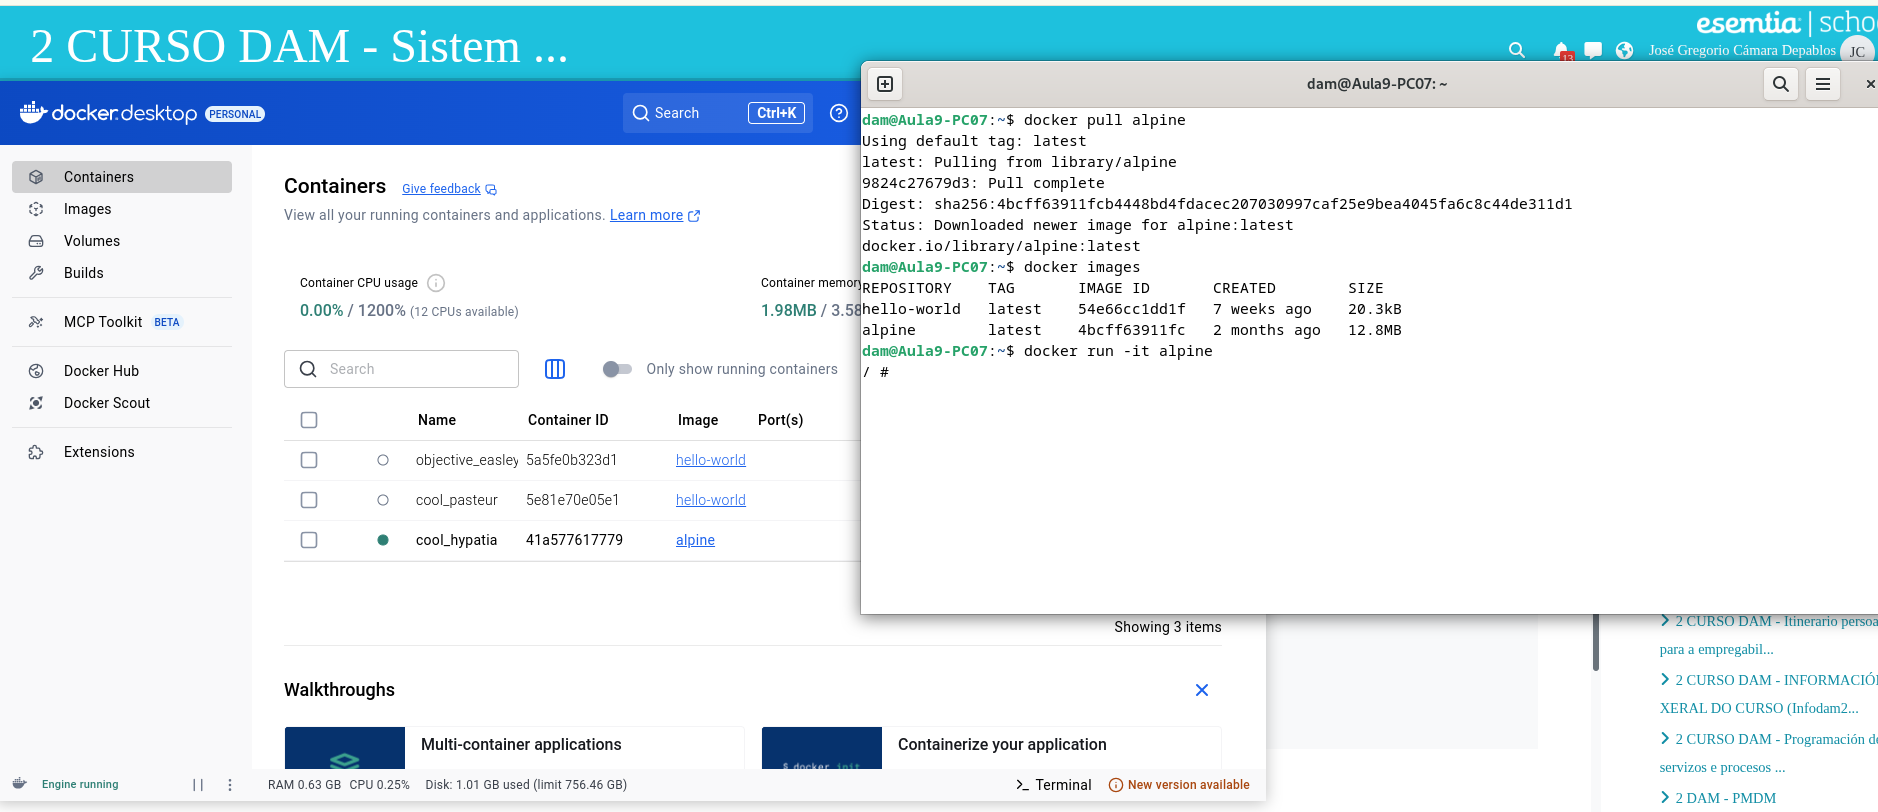 esemtia | scho
2 CURSO DAM - Sistem ...
13
José Gregorio Cámara Depablos
JC
docker.desktop PERSONAL
Search Ctrl+K
Containers
Images
Volumes
Builds
MCP Toolkit BETA
Docker Hub
Docker Scout
Extensions
Containers Give feedback
View all your running containers and applications. Learn more
Container CPU usage
0.00% / 1200% (12 CPUs available)
Container memory
1.98MB / 3.58
Search
Only show running containers
Name Container ID Image Port(s)
objective_easley 5a5fe0b323d1 hello-world
cool_pasteur 5e81e70e05e1 hello-world
cool_hypatia 41a577617779 alpine
Showing 3 items
Walkthroughs
Multi-container applications
Containerize your application
$ docker init
Engine running
RAM 0.63 GB CPU 0.25% Disk: 1.01 GB used (limit 756.46 GB)
Terminal
New version available
dam@Aula9-PC07: ~
dam@Aula9-PC07:~$ docker pull alpine
Using default tag: latest
latest: Pulling from library/alpine
9824c27679d3: Pull complete
Digest: sha256:4bcff63911fcb4448bd4fdacec207030997caf25e9bea4045fa6c8c44de311d1
Status: Downloaded newer image for alpine:latest
docker.io/library/alpine:latest
dam@Aula9-PC07:~$ docker images
REPOSITORY TAG IMAGE ID CREATED SIZE
hello-world latest 54e66cc1dd1f 7 weeks ago 20.3kB
alpine latest 4bcff63911fc 2 months ago 12.8MB
dam@Aula9-PC07:~$ docker run -it alpine
/ #
2 CURSO DAM - Itinerario persoa
para a empregabil...
2 CURSO DAM - INFORMACIÓN
XERAL DO CURSO (Infodam2...
2 CURSO DAM - Programación de
servizos e procesos ...
2 DAM - PMDM